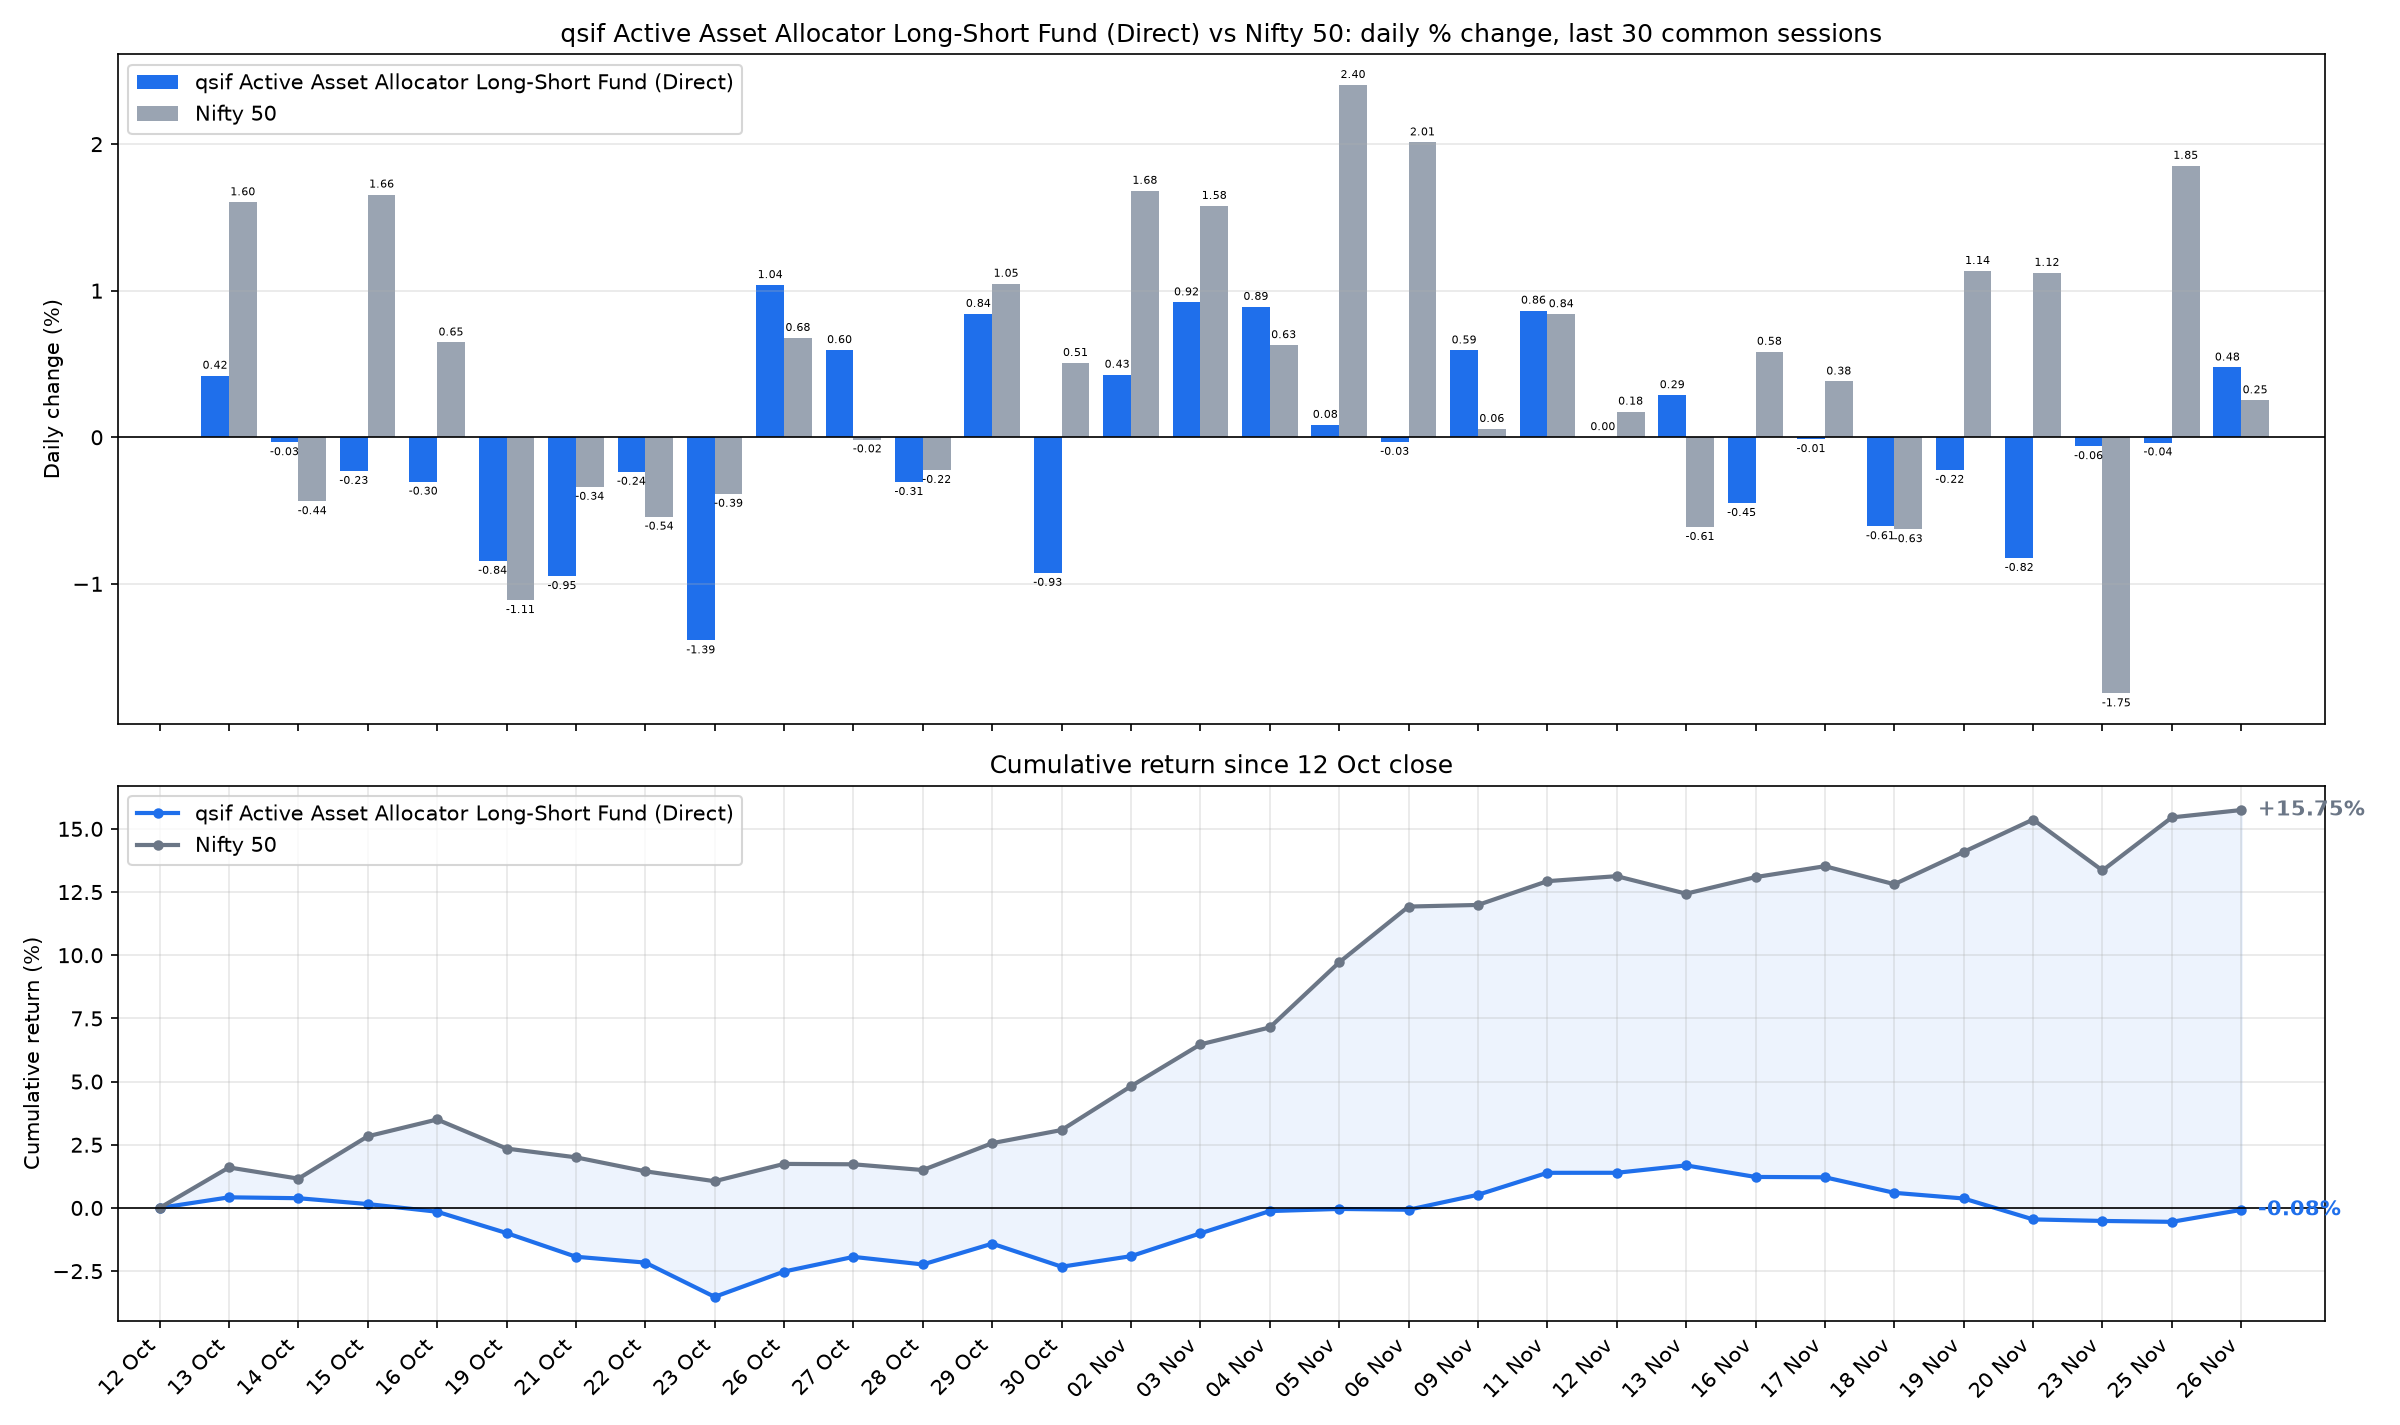 qsif Active Asset Allocator Long-Short Fund (Direct) vs Nifty 50: daily % change, last 30 common sessions
qsif Active Asset Allocator Long-Short Fund (Direct)
Nifty 50
Daily change (%)
2
1
0
−1
0.42
1.60
-0.03
-0.44
-0.23
1.66
-0.30
0.65
-0.84
-1.11
-0.95
-0.34
-0.24
-0.54
-1.39
-0.39
1.04
0.68
0.60
-0.02
-0.31
-0.22
0.84
1.05
-0.93
0.51
0.43
1.68
0.92
1.58
0.89
0.63
0.08
2.40
-0.03
2.01
0.59
0.06
0.86
0.84
0.00
0.18
0.29
-0.61
-0.45
0.58
-0.01
0.38
-0.61
-0.63
-0.22
1.14
-0.82
1.12
-0.06
-1.75
-0.04
1.85
0.48
0.25
Cumulative return since 12 Oct close
qsif Active Asset Allocator Long-Short Fund (Direct)
Nifty 50
Cumulative return (%)
15.0
12.5
10.0
7.5
5.0
2.5
0.0
−2.5
+15.75%
-0.08%
12 Oct
13 Oct
14 Oct
15 Oct
16 Oct
19 Oct
21 Oct
22 Oct
23 Oct
26 Oct
27 Oct
28 Oct
29 Oct
30 Oct
02 Nov
03 Nov
04 Nov
05 Nov
06 Nov
09 Nov
11 Nov
12 Nov
13 Nov
16 Nov
17 Nov
18 Nov
19 Nov
20 Nov
23 Nov
25 Nov
26 Nov